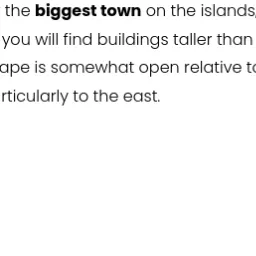 the biggest town on the islands,
you will find buildings taller than
ape is somewhat open relative to
rticularly to the east.